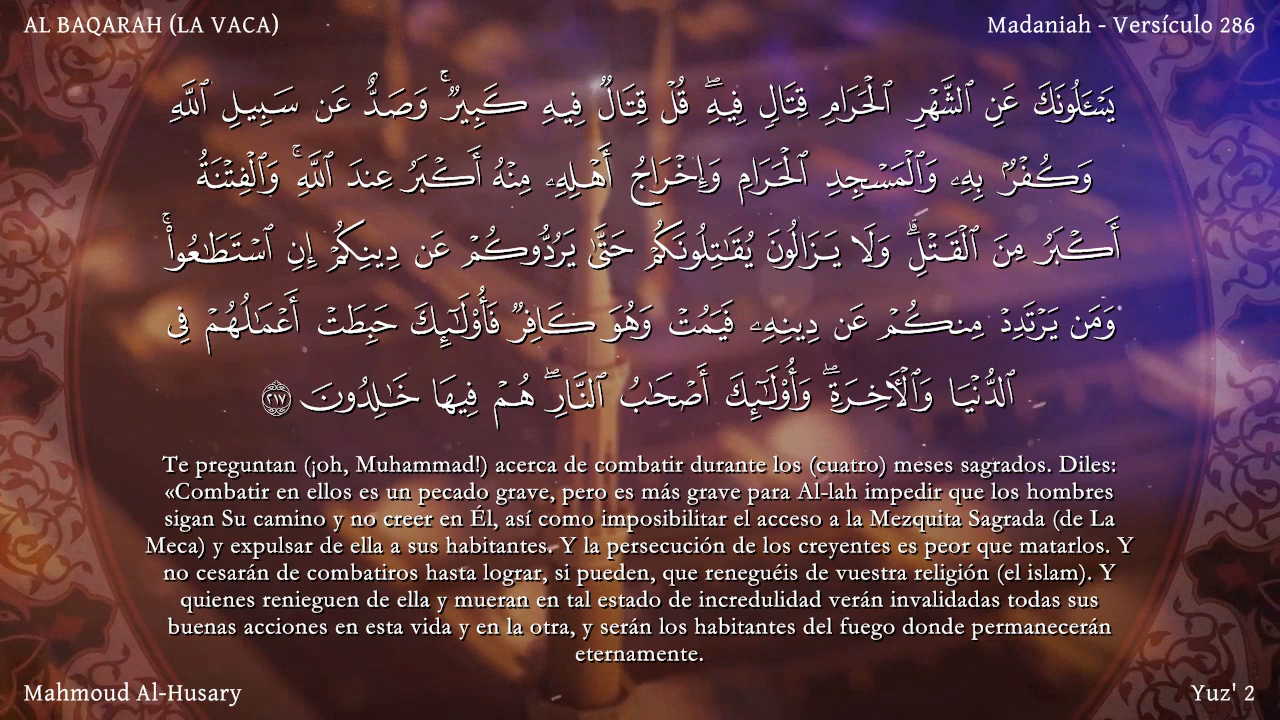 AL BAQARAH (LA VACA)
Madaniah - Versículo 286
يَسْـَٔلُونَكَ عَنِ ٱلشَّهْرِ ٱلْحَرَامِ قِتَالٍ فِيهِ ۖ قُلْ قِتَالٌ فِيهِ كَبِيرٌ ۚ وَصَدٌّ عَن سَبِيلِ ٱللَّهِ
وَكُفْرٌۢ بِهِۦ وَٱلْمَسْجِدِ ٱلْحَرَامِ وَإِخْرَاجُ أَهْلِهِۦ مِنْهُ أَكْبَرُ عِندَ ٱللَّهِ ۚ وَٱلْفِتْنَةُ
أَكْبَرُ مِنَ ٱلْقَتْلِ ۗ وَلَا يَزَالُونَ يُقَـٰتِلُونَكُمْ حَتَّىٰ يَرُدُّوكُمْ عَن دِينِكُمْ إِنِ ٱسْتَطَـٰعُوا۟ ۚ
وَمَن يَرْتَدِدْ مِنكُمْ عَن دِينِهِۦ فَيَمُتْ وَهُوَ كَافِرٌ فَأُو۟لَـٰٓئِكَ حَبِطَتْ أَعْمَـٰلُهُمْ فِى
ٱلدُّنْيَا وَٱلْـَٔاخِرَةِ ۖ وَأُو۟لَـٰٓئِكَ أَصْحَـٰبُ ٱلنَّارِ ۖ هُمْ فِيهَا خَـٰلِدُونَ ٢١٧
Te preguntan (¡oh, Muhammad!) acerca de combatir durante los (cuatro) meses sagrados. Diles:
«Combatir en ellos es un pecado grave, pero es más grave para Al-lah impedir que los hombres
sigan Su camino y no creer en Él, así como imposibilitar el acceso a la Mezquita Sagrada (de La
Meca) y expulsar de ella a sus habitantes. Y la persecución de los creyentes es peor que matarlos. Y
no cesarán de combatiros hasta lograr, si pueden, que reneguéis de vuestra religión (el islam). Y
quienes renieguen de ella y mueran en tal estado de incredulidad verán invalidadas todas sus
buenas acciones en esta vida y en la otra, y serán los habitantes del fuego donde permanecerán
eternamente.
Mahmoud Al-Husary
Yuz' 2